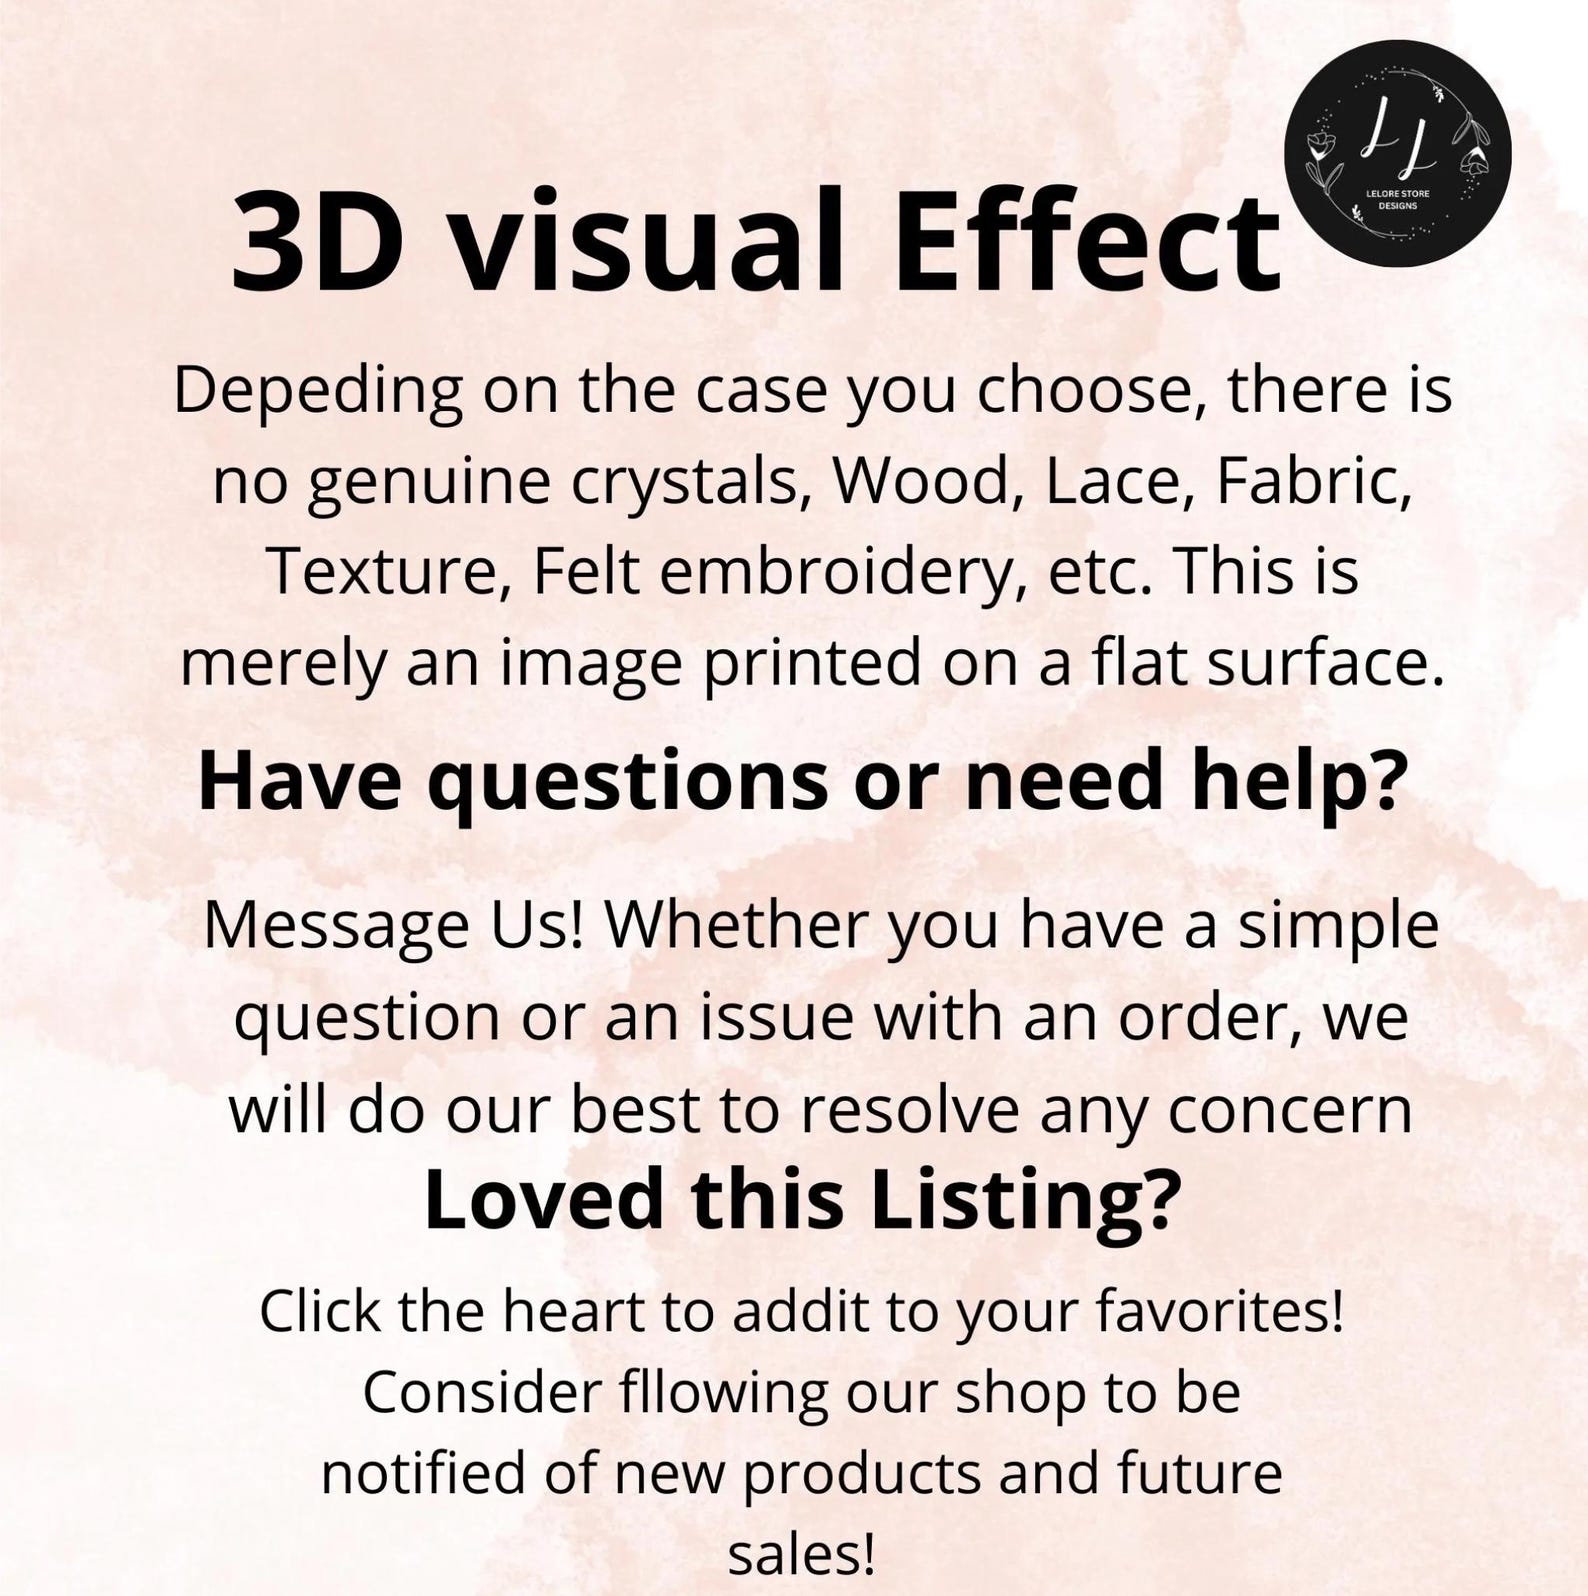 L L
LELORE STORE
DESIGNS
3D visual Effect
Depeding on the case you choose, there is
no genuine crystals, Wood, Lace, Fabric,
Texture, Felt embroidery, etc. This is
merely an image printed on a flat surface.
Have questions or need help?
Message Us! Whether you have a simple
question or an issue with an order, we
will do our best to resolve any concern
Loved this Listing?
Click the heart to addit to your favorites!
Consider fllowing our shop to be
notified of new products and future
sales!